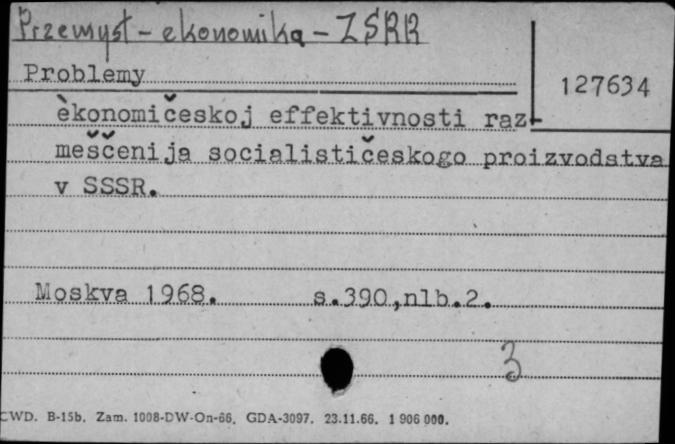 Przemysł - ekonomika - ZSRR
Problemy
127634
èkonomičeskoj effektivnosti raz-
meščenija socialističeskogo proizvodstva
v SSSR.
Moskva 1968. s.390,nlb.2.
3
CWD. B-15b. Zam. 1008-DW-On-66. GDA-3097. 23.11.66. 1 906 000.